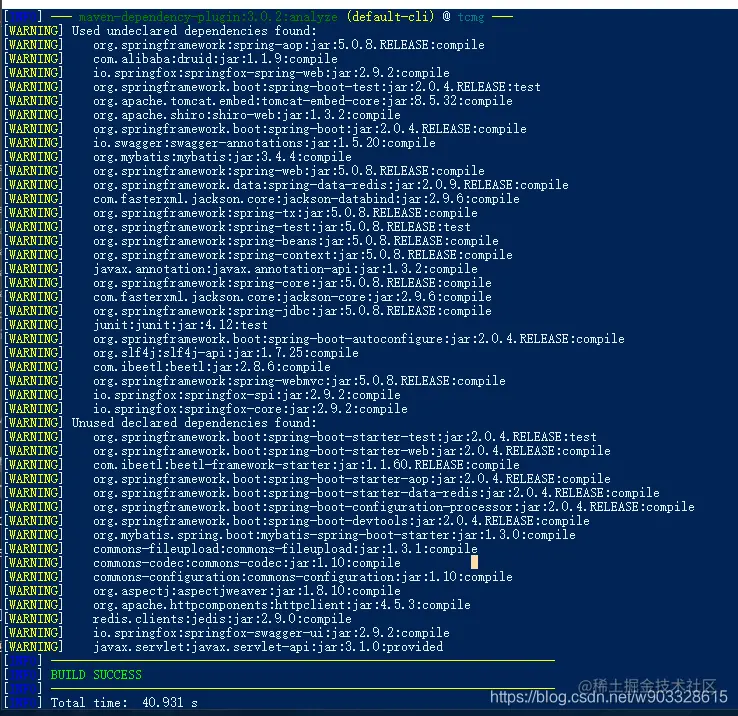 [INFO] --- maven-dependency-plugin:3.0.2:analyze (default-cli) @ tcmg ---
[WARNING] Used undeclared dependencies found:
[WARNING]    org.springframework:spring-aop:jar:5.0.8.RELEASE:compile
[WARNING]    com.alibaba:druid:jar:1.1.9:compile
[WARNING]    io.springfox:springfox-spring-web:jar:2.9.2:compile
[WARNING]    org.springframework.boot:spring-boot-test:jar:2.0.4.RELEASE:test
[WARNING]    org.apache.tomcat.embed:tomcat-embed-core:jar:8.5.32:compile
[WARNING]    org.apache.shiro:shiro-web:jar:1.3.2:compile
[WARNING]    org.springframework.boot:spring-boot:jar:2.0.4.RELEASE:compile
[WARNING]    io.swagger:swagger-annotations:jar:1.5.20:compile
[WARNING]    org.mybatis:mybatis:jar:3.4.4:compile
[WARNING]    org.springframework:spring-web:jar:5.0.8.RELEASE:compile
[WARNING]    org.springframework.data:spring-data-redis:jar:2.0.9.RELEASE:compile
[WARNING]    com.fasterxml.jackson.core:jackson-databind:jar:2.9.6:compile
[WARNING]    org.springframework:spring-tx:jar:5.0.8.RELEASE:compile
[WARNING]    org.springframework:spring-test:jar:5.0.8.RELEASE:test
[WARNING]    org.springframework:spring-beans:jar:5.0.8.RELEASE:compile
[WARNING]    org.springframework:spring-context:jar:5.0.8.RELEASE:compile
[WARNING]    javax.annotation:javax.annotation-api:jar:1.3.2:compile
[WARNING]    org.springframework:spring-core:jar:5.0.8.RELEASE:compile
[WARNING]    com.fasterxml.jackson.core:jackson-core:jar:2.9.6:compile
[WARNING]    org.springframework:spring-jdbc:jar:5.0.8.RELEASE:compile
[WARNING]    junit:junit:jar:4.12:test
[WARNING]    org.springframework.boot:spring-boot-autoconfigure:jar:2.0.4.RELEASE:compile
[WARNING]    org.slf4j:slf4j-api:jar:1.7.25:compile
[WARNING]    com.ibeetl:beetl:jar:2.8.6:compile
[WARNING]    org.springframework:spring-webmvc:jar:5.0.8.RELEASE:compile
[WARNING]    io.springfox:springfox-spi:jar:2.9.2:compile
[WARNING]    io.springfox:springfox-core:jar:2.9.2:compile
[WARNING] Unused declared dependencies found:
[WARNING]    org.springframework.boot:spring-boot-starter-test:jar:2.0.4.RELEASE:test
[WARNING]    org.springframework.boot:spring-boot-starter-web:jar:2.0.4.RELEASE:compile
[WARNING]    com.ibeetl:beetl-framework-starter:jar:1.1.60.RELEASE:compile
[WARNING]    org.springframework.boot:spring-boot-starter-aop:jar:2.0.4.RELEASE:compile
[WARNING]    org.springframework.boot:spring-boot-starter-data-redis:jar:2.0.4.RELEASE:compile
[WARNING]    org.springframework.boot:spring-boot-configuration-processor:jar:2.0.4.RELEASE:compile
[WARNING]    org.springframework.boot:spring-boot-devtools:jar:2.0.4.RELEASE:compile
[WARNING]    org.mybatis.spring.boot:mybatis-spring-boot-starter:jar:1.3.0:compile
[WARNING]    commons-fileupload:commons-fileupload:jar:1.3.1:compile
[WARNING]    commons-codec:commons-codec:jar:1.10:compile
[WARNING]    commons-configuration:commons-configuration:jar:1.10:compile
[WARNING]    org.aspectj:aspectjweaver:jar:1.8.10:compile
[WARNING]    org.apache.httpcomponents:httpclient:jar:4.5.3:compile
[WARNING]    redis.clients:jedis:jar:2.9.0:compile
[WARNING]    io.springfox:springfox-swagger-ui:jar:2.9.2:compile
[WARNING]    javax.servlet:javax.servlet-api:jar:3.1.0:provided
[INFO] ------------------------------------------------------------------------
[INFO] BUILD SUCCESS
[INFO] ------------------------------------------------------------------------
[INFO] Total time:  40.931 s
@稀土掘金技术社区
https://blog.csdn.net/w903328615